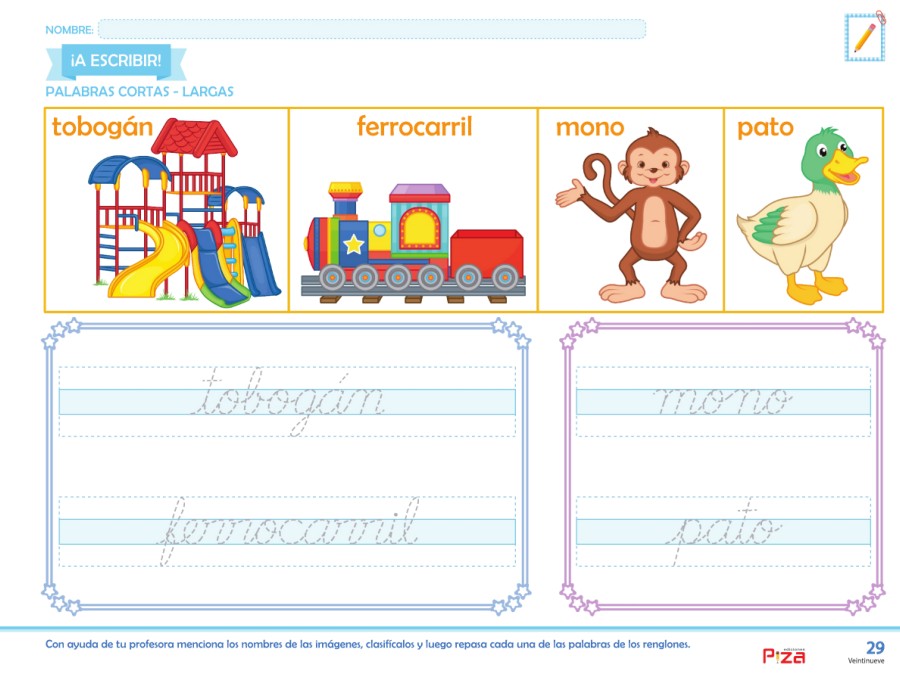 NOMBRE:
¡A ESCRIBIR!
PALABRAS CORTAS - LARGAS
tobogán ferrocarril mono pato
tobogán mono
ferrocarril pato
Con ayuda de tu profesora menciona los nombres de las imágenes, clasifícalos y luego repasa cada una de las palabras de los renglones.
ediciones
Piza
29
Veintinueve